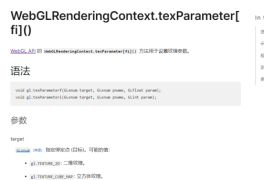 WebGLRenderingContext.texParameter[
fi]()
WebGL API 的 WebGLRenderingContext.texParameter[fi]() 方法用于设置纹理参数。
语法
void gl.texParameterf(GLenum target, GLenum pname, GLfloat param);
void gl.texParameteri(GLenum target, GLenum pname, GLint param);
参数
target
GLenum 指定绑定点(目标)。可能的值：
gl.TEXTURE_2D: 二维纹理。
gl.TEXTURE_CUBE_MAP: 立方体纹理。